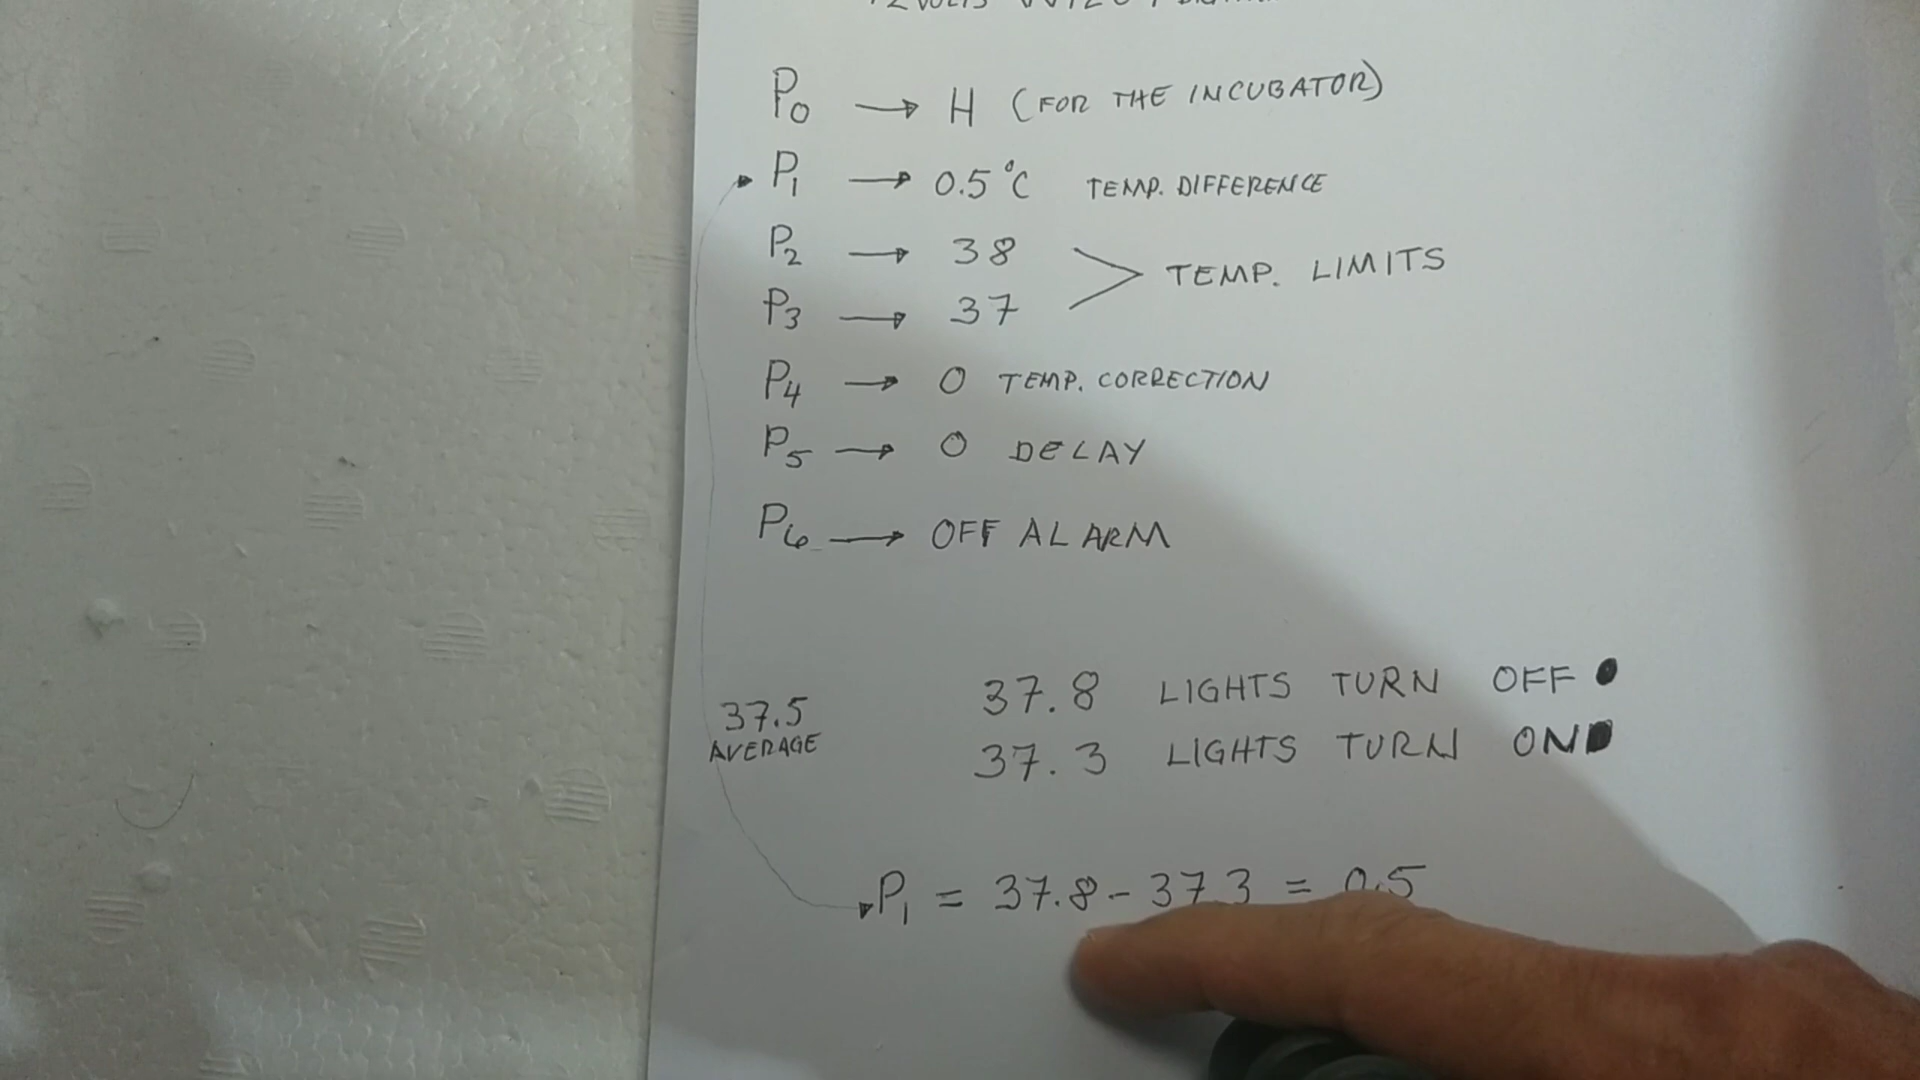 P0 → H (FOR THE INCUBATOR)
P1 → 0.5°C TEMP. DIFFERENCE
P2 → 38
TEMP. LIMITS
P3 → 37
P4 → 0 TEMP. CORRECTION
P5 → 0 DELAY
P6 → OFF ALARM
37.8 LIGHTS TURN OFF
37.5
AVERAGE
37.3 LIGHTS TURN ON
P1 = 37.8 - 37.3 = 0.5